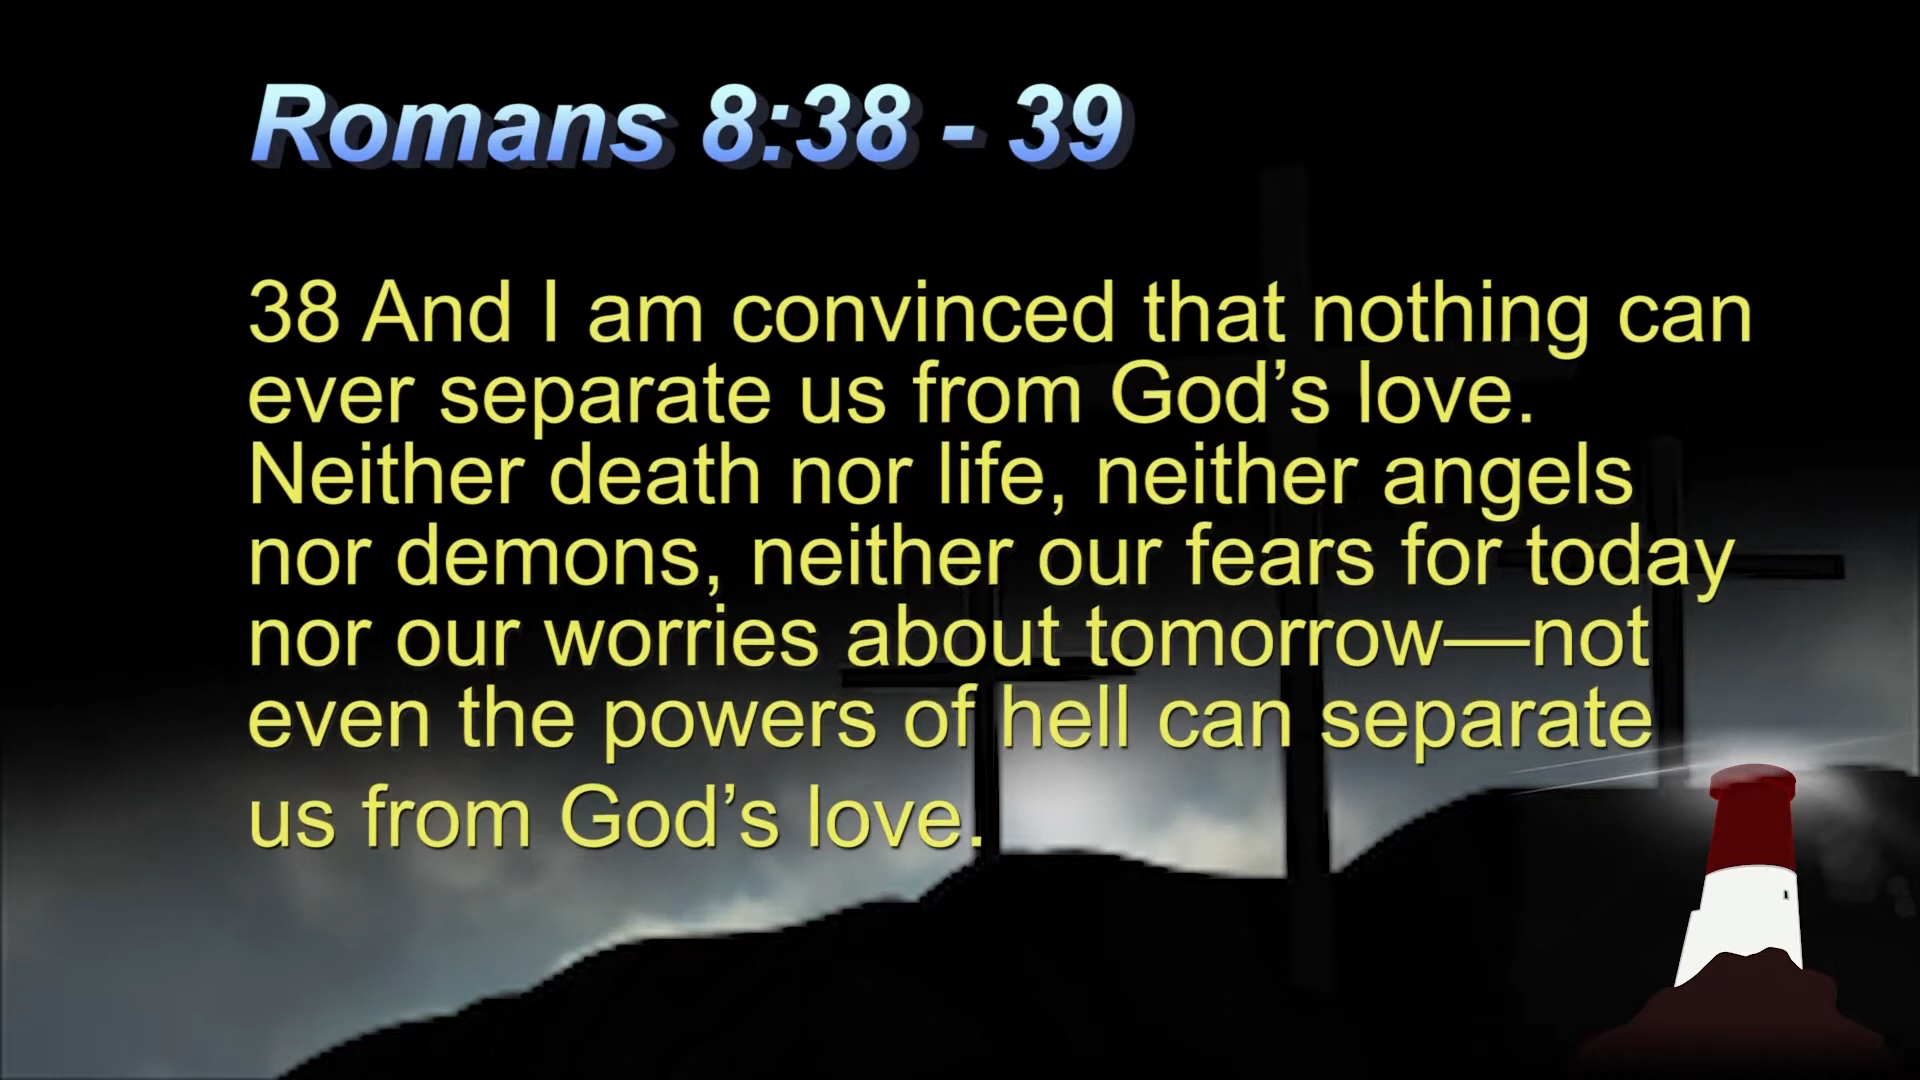 Romans 8:38 - 39
38 And I am convinced that nothing can
ever separate us from God’s love.
Neither death nor life, neither angels
nor demons, neither our fears for today
nor our worries about tomorrow—not
even the powers of hell can separate
us from God’s love.